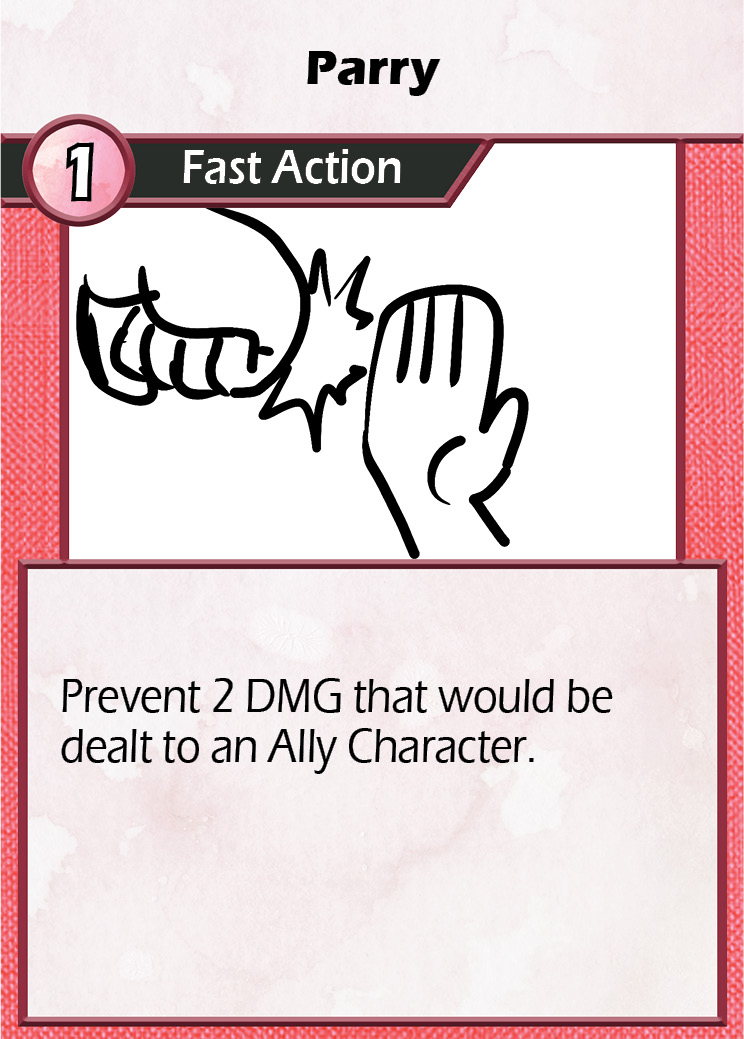 Parry
1
Fast Action
Prevent 2 DMG that would be
dealt to an Ally Character.